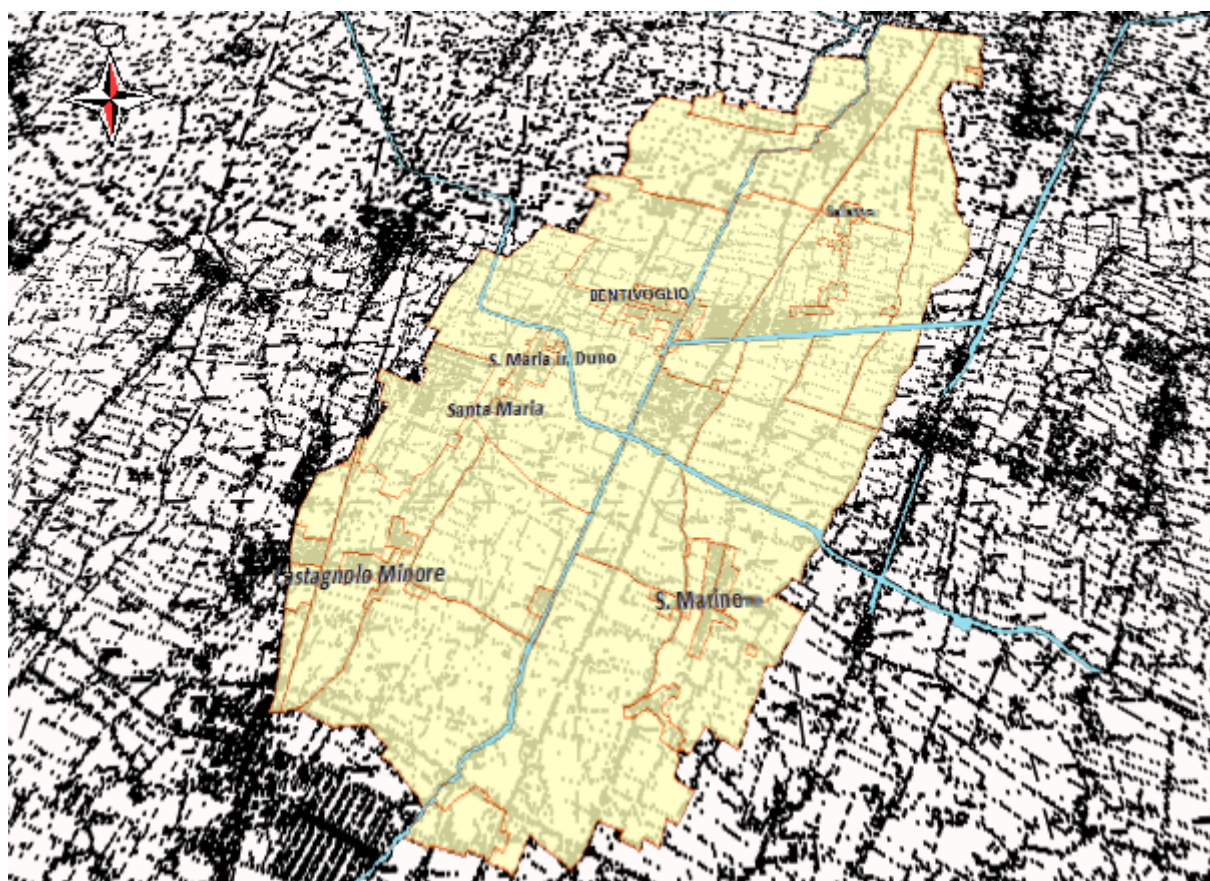 BENTIVOGLIO
S. Maria in Duno
Santa Maria
Castagnolo Minore
S. Marino